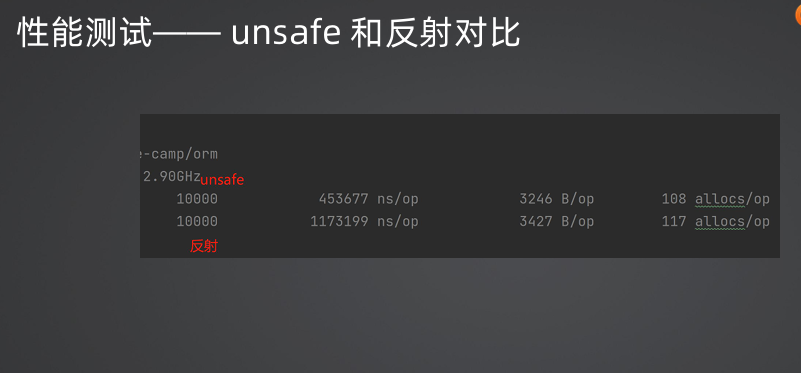 性能测试—— unsafe 和反射对比
e-camp/orm
2.90GHz
unsafe
10000 453677 ns/op 3246 B/op 108 allocs/op
10000 1173199 ns/op 3427 B/op 117 allocs/op
反射